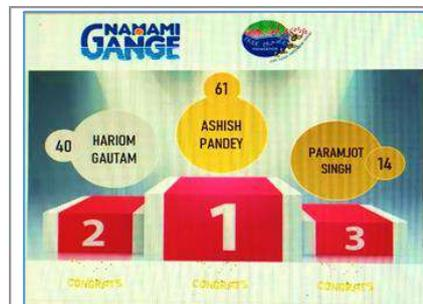 NAMAMI
GANGE
61
ASHISH
PANDEY
40
HARIOM
GAUTAM
PARAMJOT
SINGH
14
2
1
3
CONGRATS
CONGRATS
CONGRATS